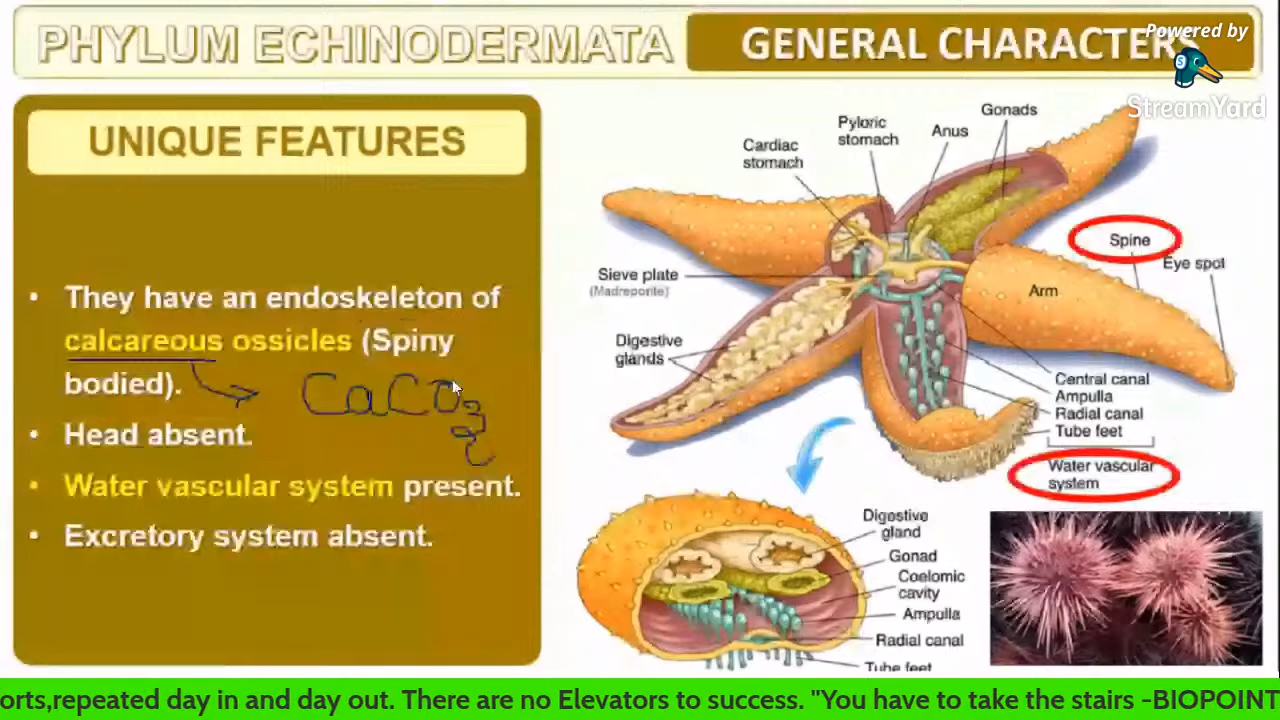 PHYLUM ECHINODERMATA
GENERAL CHARACTERS
Powered by
StreamYard
UNIQUE FEATURES
• They have an endoskeleton of
calcareous ossicles (Spiny
bodied).
CaCO3
• Head absent.
• Water vascular system present.
• Excretory system absent.
Gonads
Pyloric
stomach
Anus
Cardiac
stomach
Spine
Eye spot
Sieve plate
(Madreporite)
Arm
Digestive
glands
Central canal
Ampulla
Radial canal
Tube feet
Water vascular
system
Digestive
gland
Gonad
Coelomic
cavity
Ampulla
Radial canal
Tube feet
orts,repeated day in and day out. There are no Elevators to success. "You have to take the stairs -BIOPOINT